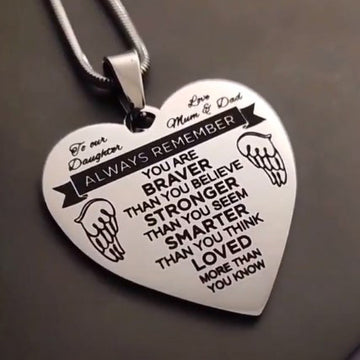 To our
Daughter
Love
Mum & Dad
ALWAYS REMEMBER
YOU ARE
BRAVER
THAN YOU BELIEVE
STRONGER
THAN YOU SEEM
SMARTER
THAN YOU THINK
LOVED
MORE THAN
YOU KNOW